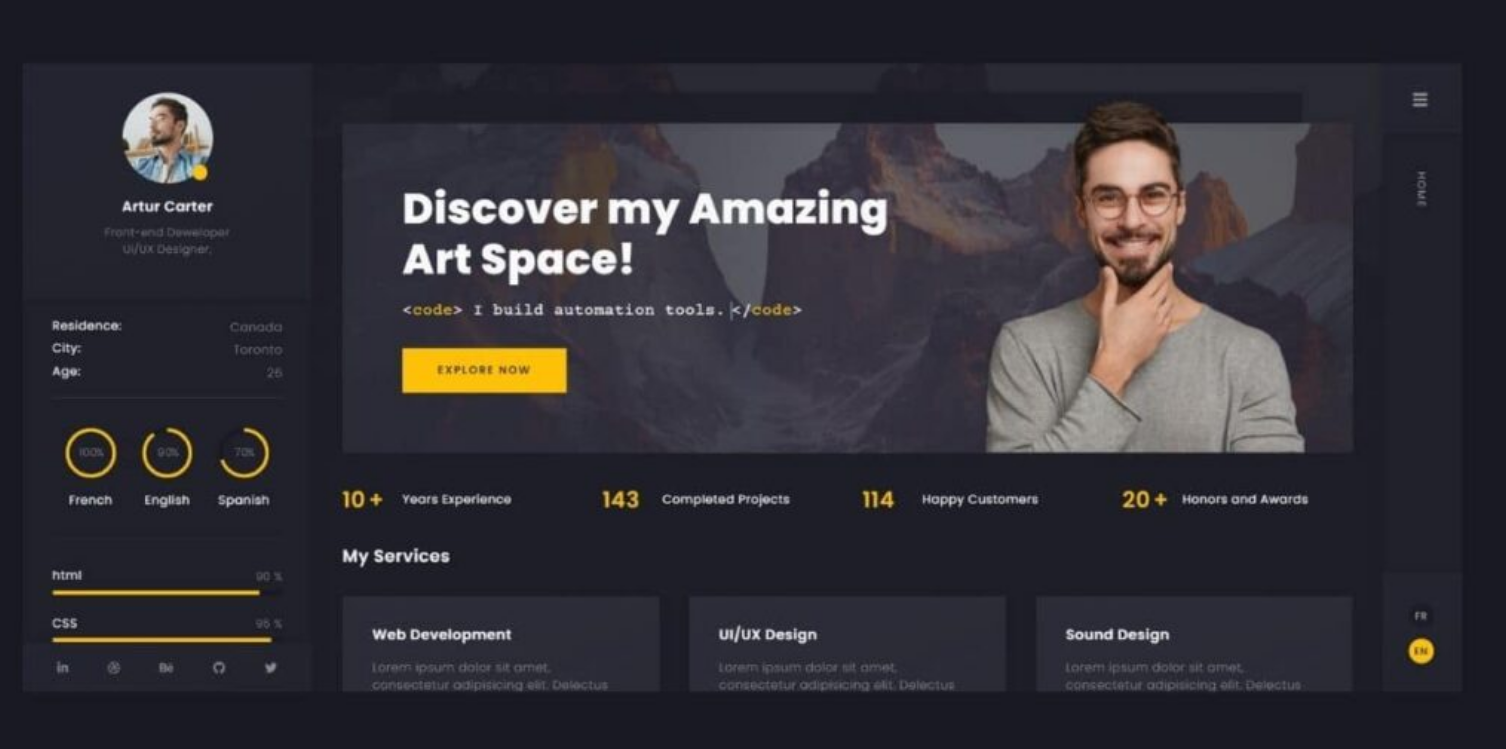 Artur Carter
Front-end Deweloper
Ui/UX Designer.
Residence: Canada
City: Toronto
Age: 26
100% 90% 70%
French English Spanish
html 90 %
CSS 95 %
in Bē
Discover my Amazing
Art Space!
<code> I build automation tools. </code>
EXPLORE NOW
10 + Years Experience 143 Completed Projects 114 Happy Customers 20 + Honors and Awards
My Services
Web Development
Lorem ipsum dolor sit amet,
consectetur adipisicing elit. Delectus
UI/UX Design
Lorem ipsum dolor sit amet,
consectetur adipisicing elit. Delectus
Sound Design
Lorem ipsum dolor sit amet,
consectetur adipisicing elit. Delectus
HOME
FR
EN